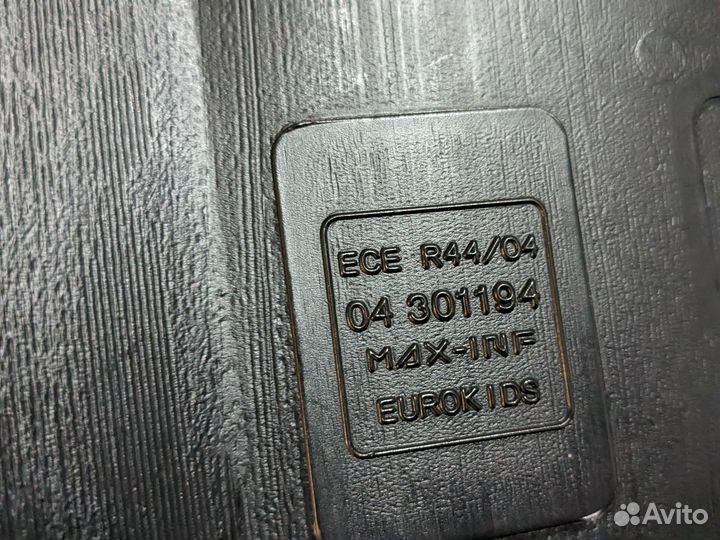 ECE R44/04
04 301194
MAX-INF
EUROKIDS
Avito